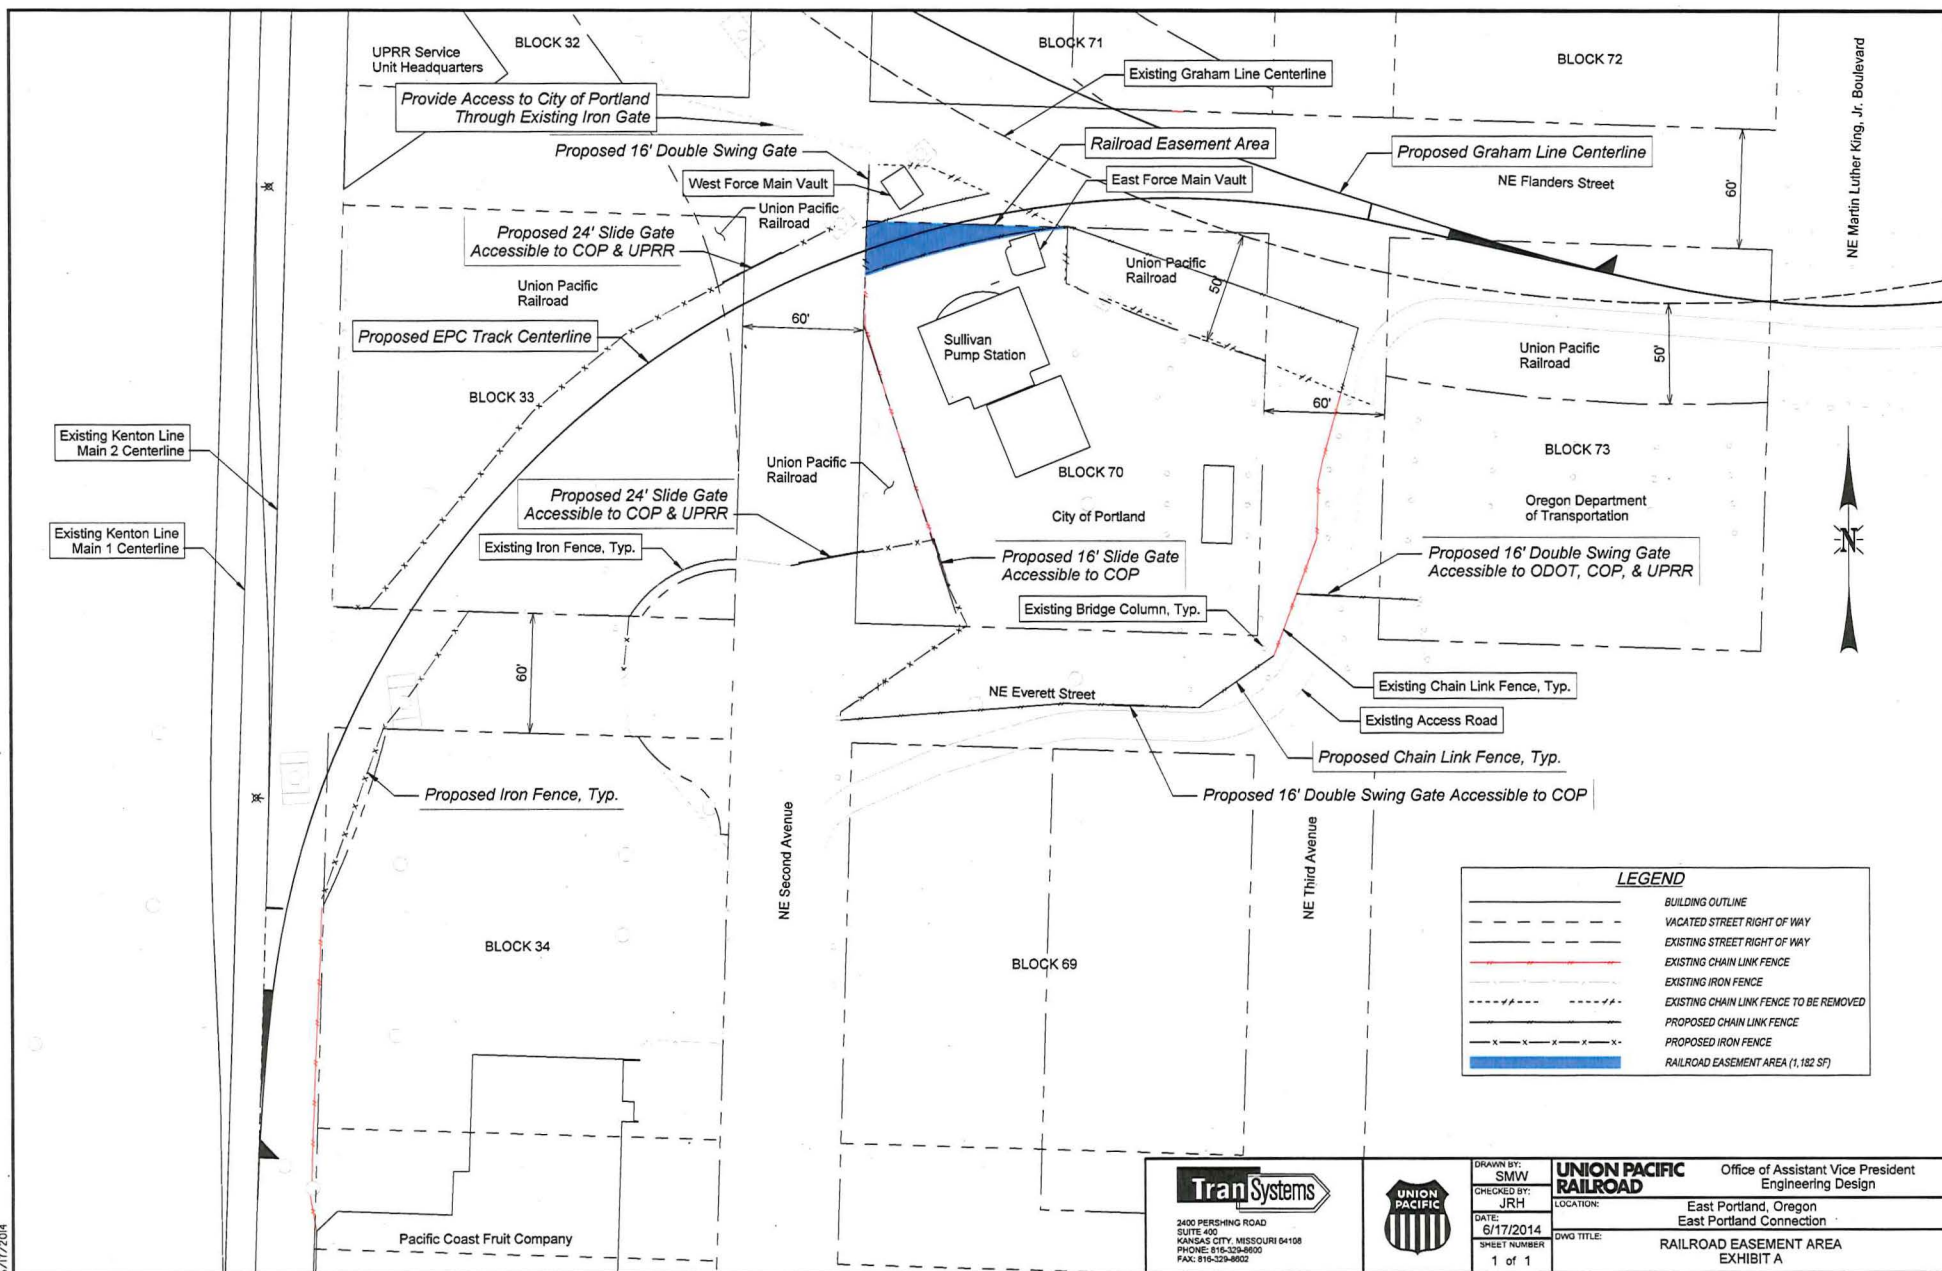 BLOCK 32
UPRR Service
Unit Headquarters
BLOCK 71
BLOCK 72
NE Martin Luther King, Jr. Boulevard
Existing Graham Line Centerline
Provide Access to City of Portland
Through Existing Iron Gate
Proposed 16' Double Swing Gate
Railroad Easement Area
Proposed Graham Line Centerline
West Force Main Vault
East Force Main Vault
NE Flanders Street
60'
Union Pacific
Railroad
Proposed 24' Slide Gate
Accessible to COP & UPRR
Union Pacific
Railroad
Union Pacific
Railroad
50'
60'
Proposed EPC Track Centerline
Sullivan
Pump Station
Union Pacific
Railroad
50'
BLOCK 33
60'
Existing Kenton Line
Main 2 Centerline
Union Pacific
Railroad
BLOCK 70
BLOCK 73
Proposed 24' Slide Gate
Accessible to COP & UPRR
City of Portland
Oregon Department
of Transportation
N
Existing Kenton Line
Main 1 Centerline
Existing Iron Fence, Typ.
Proposed 16' Slide Gate
Accessible to COP
Proposed 16' Double Swing Gate
Accessible to ODOT, COP, & UPRR
Existing Bridge Column, Typ.
60'
NE Everett Street
Existing Chain Link Fence, Typ.
Existing Access Road
Proposed Chain Link Fence, Typ.
Proposed Iron Fence, Typ.
Proposed 16' Double Swing Gate Accessible to COP
NE Second Avenue
NE Third Avenue
BLOCK 34
BLOCK 69
LEGEND
BUILDING OUTLINE
VACATED STREET RIGHT OF WAY
EXISTING STREET RIGHT OF WAY
EXISTING CHAIN LINK FENCE
EXISTING IRON FENCE
EXISTING CHAIN LINK FENCE TO BE REMOVED
PROPOSED CHAIN LINK FENCE
PROPOSED IRON FENCE
RAILROAD EASEMENT AREA (1,182 SF)
Pacific Coast Fruit Company
TranSystems
2400 PERSHING ROAD
SUITE 400
KANSAS CITY, MISSOURI 64108
PHONE: 816-329-8600
FAX: 816-329-8602
UNION
PACIFIC
DRAWN BY:
SMW
CHECKED BY:
JRH
DATE:
6/17/2014
SHEET NUMBER
1 of 1
UNION PACIFIC
RAILROAD
Office of Assistant Vice President
Engineering Design
LOCATION:
East Portland, Oregon
East Portland Connection
DWG TITLE:
RAILROAD EASEMENT AREA
EXHIBIT A